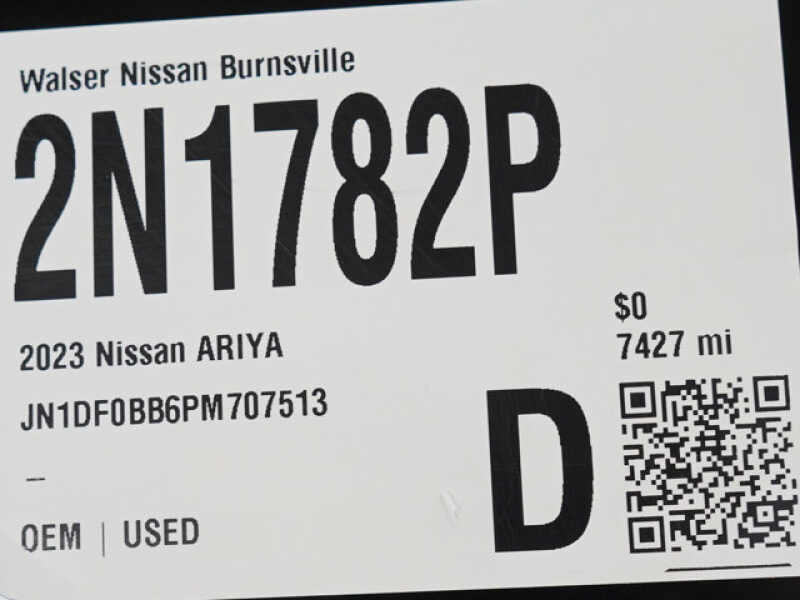 Walser Nissan Burnsville
2N1782P
2023 Nissan ARIYA
$0
7427 mi
JN1DF0BB6PM707513
–
D
OEM | USED